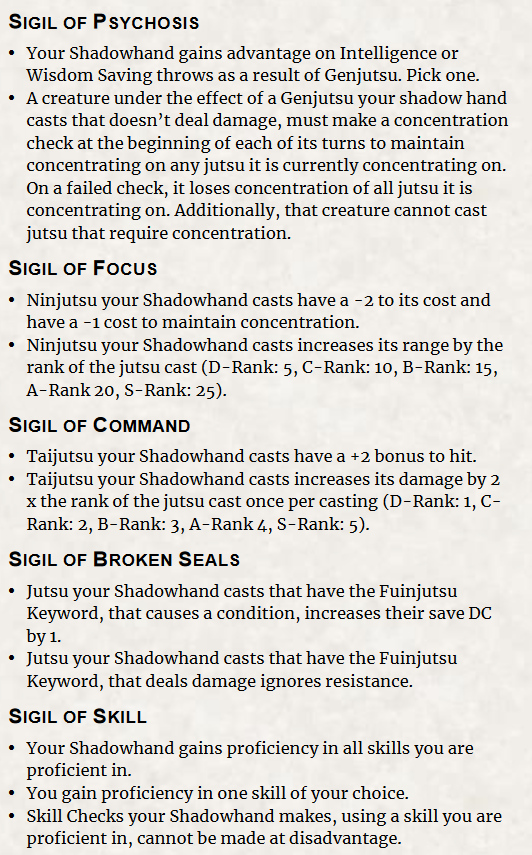 SIGIL OF PSYCHOSIS
• Your Shadowhand gains advantage on Intelligence or
Wisdom Saving throws as a result of Genjutsu. Pick one.
• A creature under the effect of a Genjutsu your shadow hand
casts that doesn’t deal damage, must make a concentration
check at the beginning of each of its turns to maintain
concentrating on any jutsu it is currently concentrating on.
On a failed check, it loses concentration of all jutsu it is
concentrating on. Additionally, that creature cannot cast
jutsu that require concentration.
SIGIL OF FOCUS
• Ninjutsu your Shadowhand casts have a -2 to its cost and
have a -1 cost to maintain concentration.
• Ninjutsu your Shadowhand casts increases its range by the
rank of the jutsu cast (D-Rank: 5, C-Rank: 10, B-Rank: 15,
A-Rank 20, S-Rank: 25).
SIGIL OF COMMAND
• Taijutsu your Shadowhand casts have a +2 bonus to hit.
• Taijutsu your Shadowhand casts increases its damage by 2
x the rank of the jutsu cast once per casting (D-Rank: 1, C-
Rank: 2, B-Rank: 3, A-Rank 4, S-Rank: 5).
SIGIL OF BROKEN SEALS
• Jutsu your Shadowhand casts that have the Fuinjutsu
Keyword, that causes a condition, increases their save DC
by 1.
• Jutsu your Shadowhand casts that have the Fuinjutsu
Keyword, that deals damage ignores resistance.
SIGIL OF SKILL
• Your Shadowhand gains proficiency in all skills you are
proficient in.
• You gain proficiency in one skill of your choice.
• Skill Checks your Shadowhand makes, using a skill you are
proficient in, cannot be made at disadvantage.